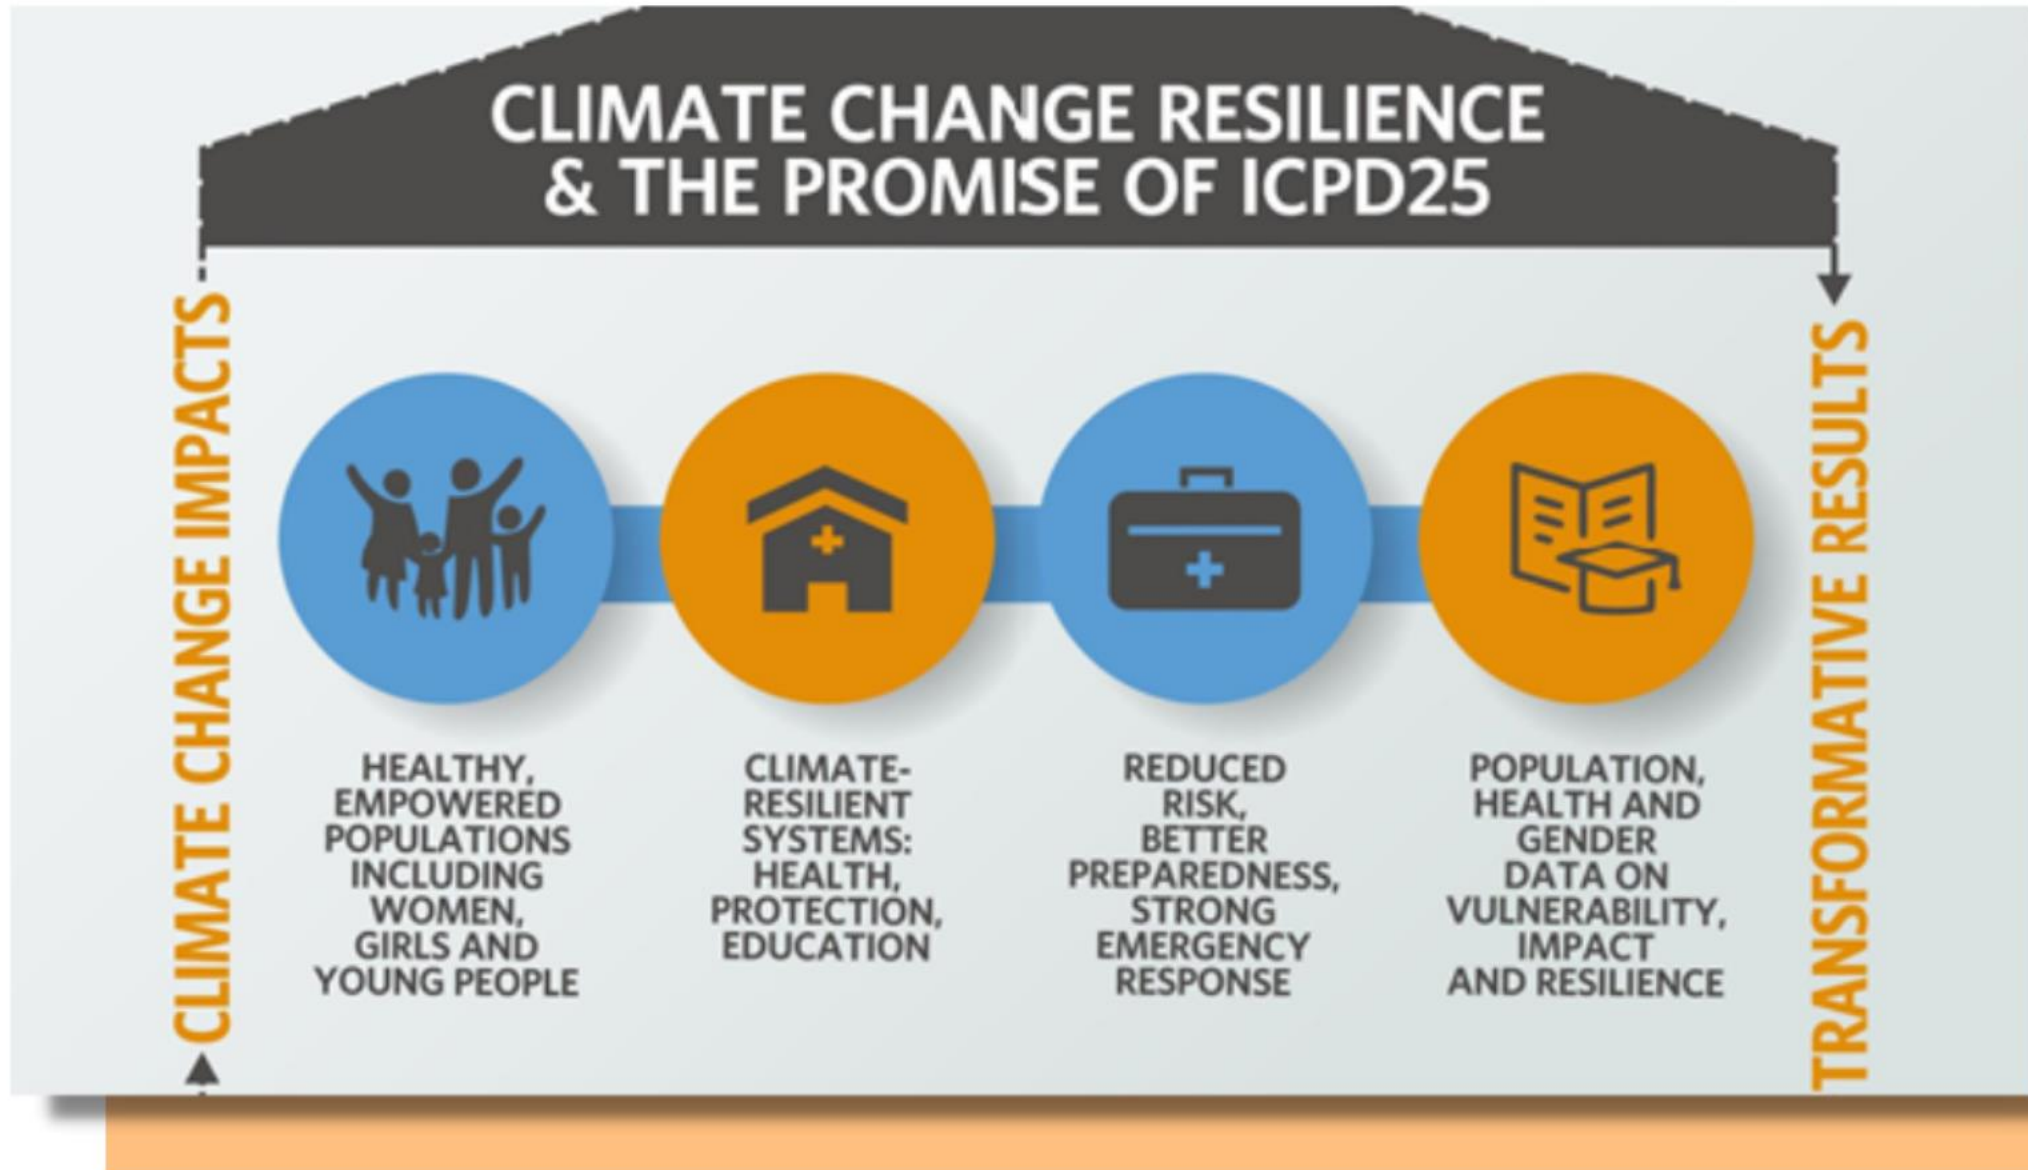 CLIMATE CHANGE RESILIENCE
& THE PROMISE OF ICPD25
CLIMATE CHANGE IMPACTS
HEALTHY,
EMPOWERED
POPULATIONS
INCLUDING
WOMEN,
GIRLS AND
YOUNG PEOPLE
CLIMATE-
RESILIENT
SYSTEMS:
HEALTH,
PROTECTION,
EDUCATION
REDUCED
RISK,
BETTER
PREPAREDNESS,
STRONG
EMERGENCY
RESPONSE
POPULATION,
HEALTH AND
GENDER
DATA ON
VULNERABILITY,
IMPACT
AND RESILIENCE
TRANSFORMATIVE RESULTS